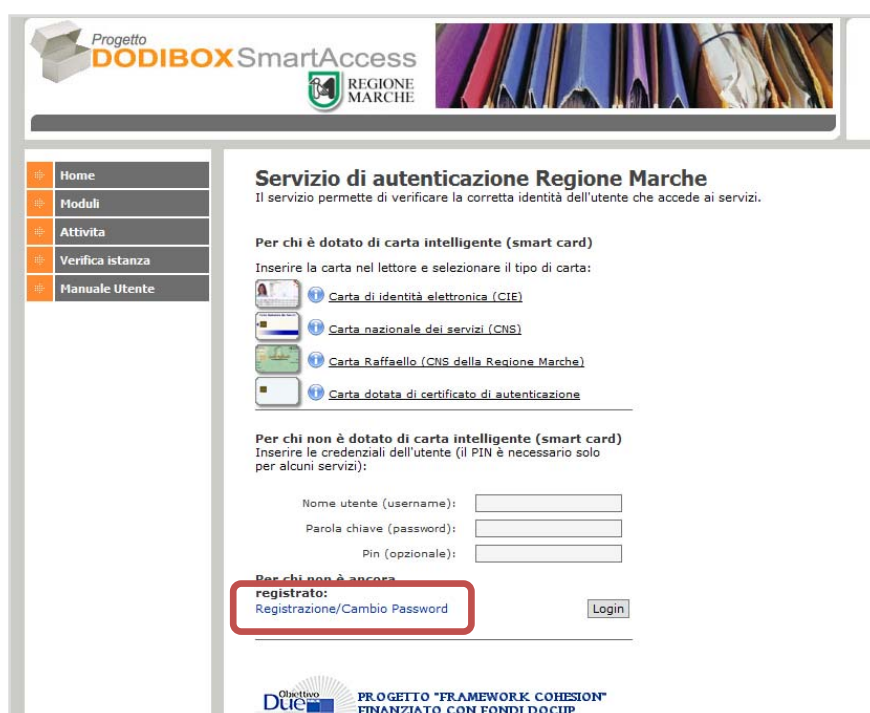 Progetto
DODIBOX SmartAccess
REGIONE
MARCHE
Home
Moduli
Attivita
Verifica istanza
Manuale Utente
Servizio di autenticazione Regione Marche
Il servizio permette di verificare la corretta identità dell'utente che accede ai servizi.
Per chi è dotato di carta intelligente (smart card)
Inserire la carta nel lettore e selezionare il tipo di carta:
Carta di identità elettronica (CIE)
Carta nazionale dei servizi (CNS)
Carta Raffaello (CNS della Regione Marche)
Carta dotata di certificato di autenticazione
Per chi non è dotato di carta intelligente (smart card)
Inserire le credenziali dell'utente (il PIN è necessario solo
per alcuni servizi):
Nome utente (username):
Parola chiave (password):
Pin (opzionale):
Per chi non è ancora
registrato:
Registrazione/Cambio Password
Login
Obiettivo
Due
PROGETTO "FRAMEWORK COHESION"
FINANZIATO CON FONDI DOCUP